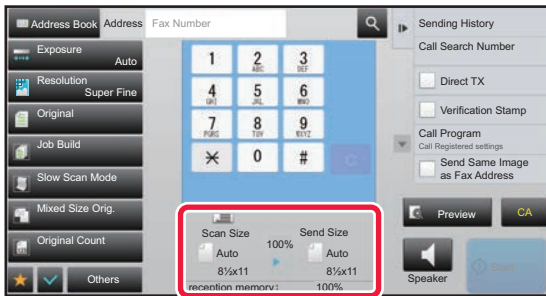 Address Book Address Fax Number
Sending History
Call Search Number
Direct TX
Verification Stamp
Call Program
Call Registered settings
Send Same Image
as Fax Address
Exposure
Auto
Resolution
Super Fine
Original
Job Build
Slow Scan Mode
Mixed Size Orig.
Original Count
Others
1 2 3
ABC DEF
4 5 6
GHI JKL MNO
7 8 9
PQRS TUV WXYZ
0 #
C
Scan Size 100% Send Size
Auto Auto
8½x11 8½x11
reception memory: 100%
Preview CA
Speaker Start